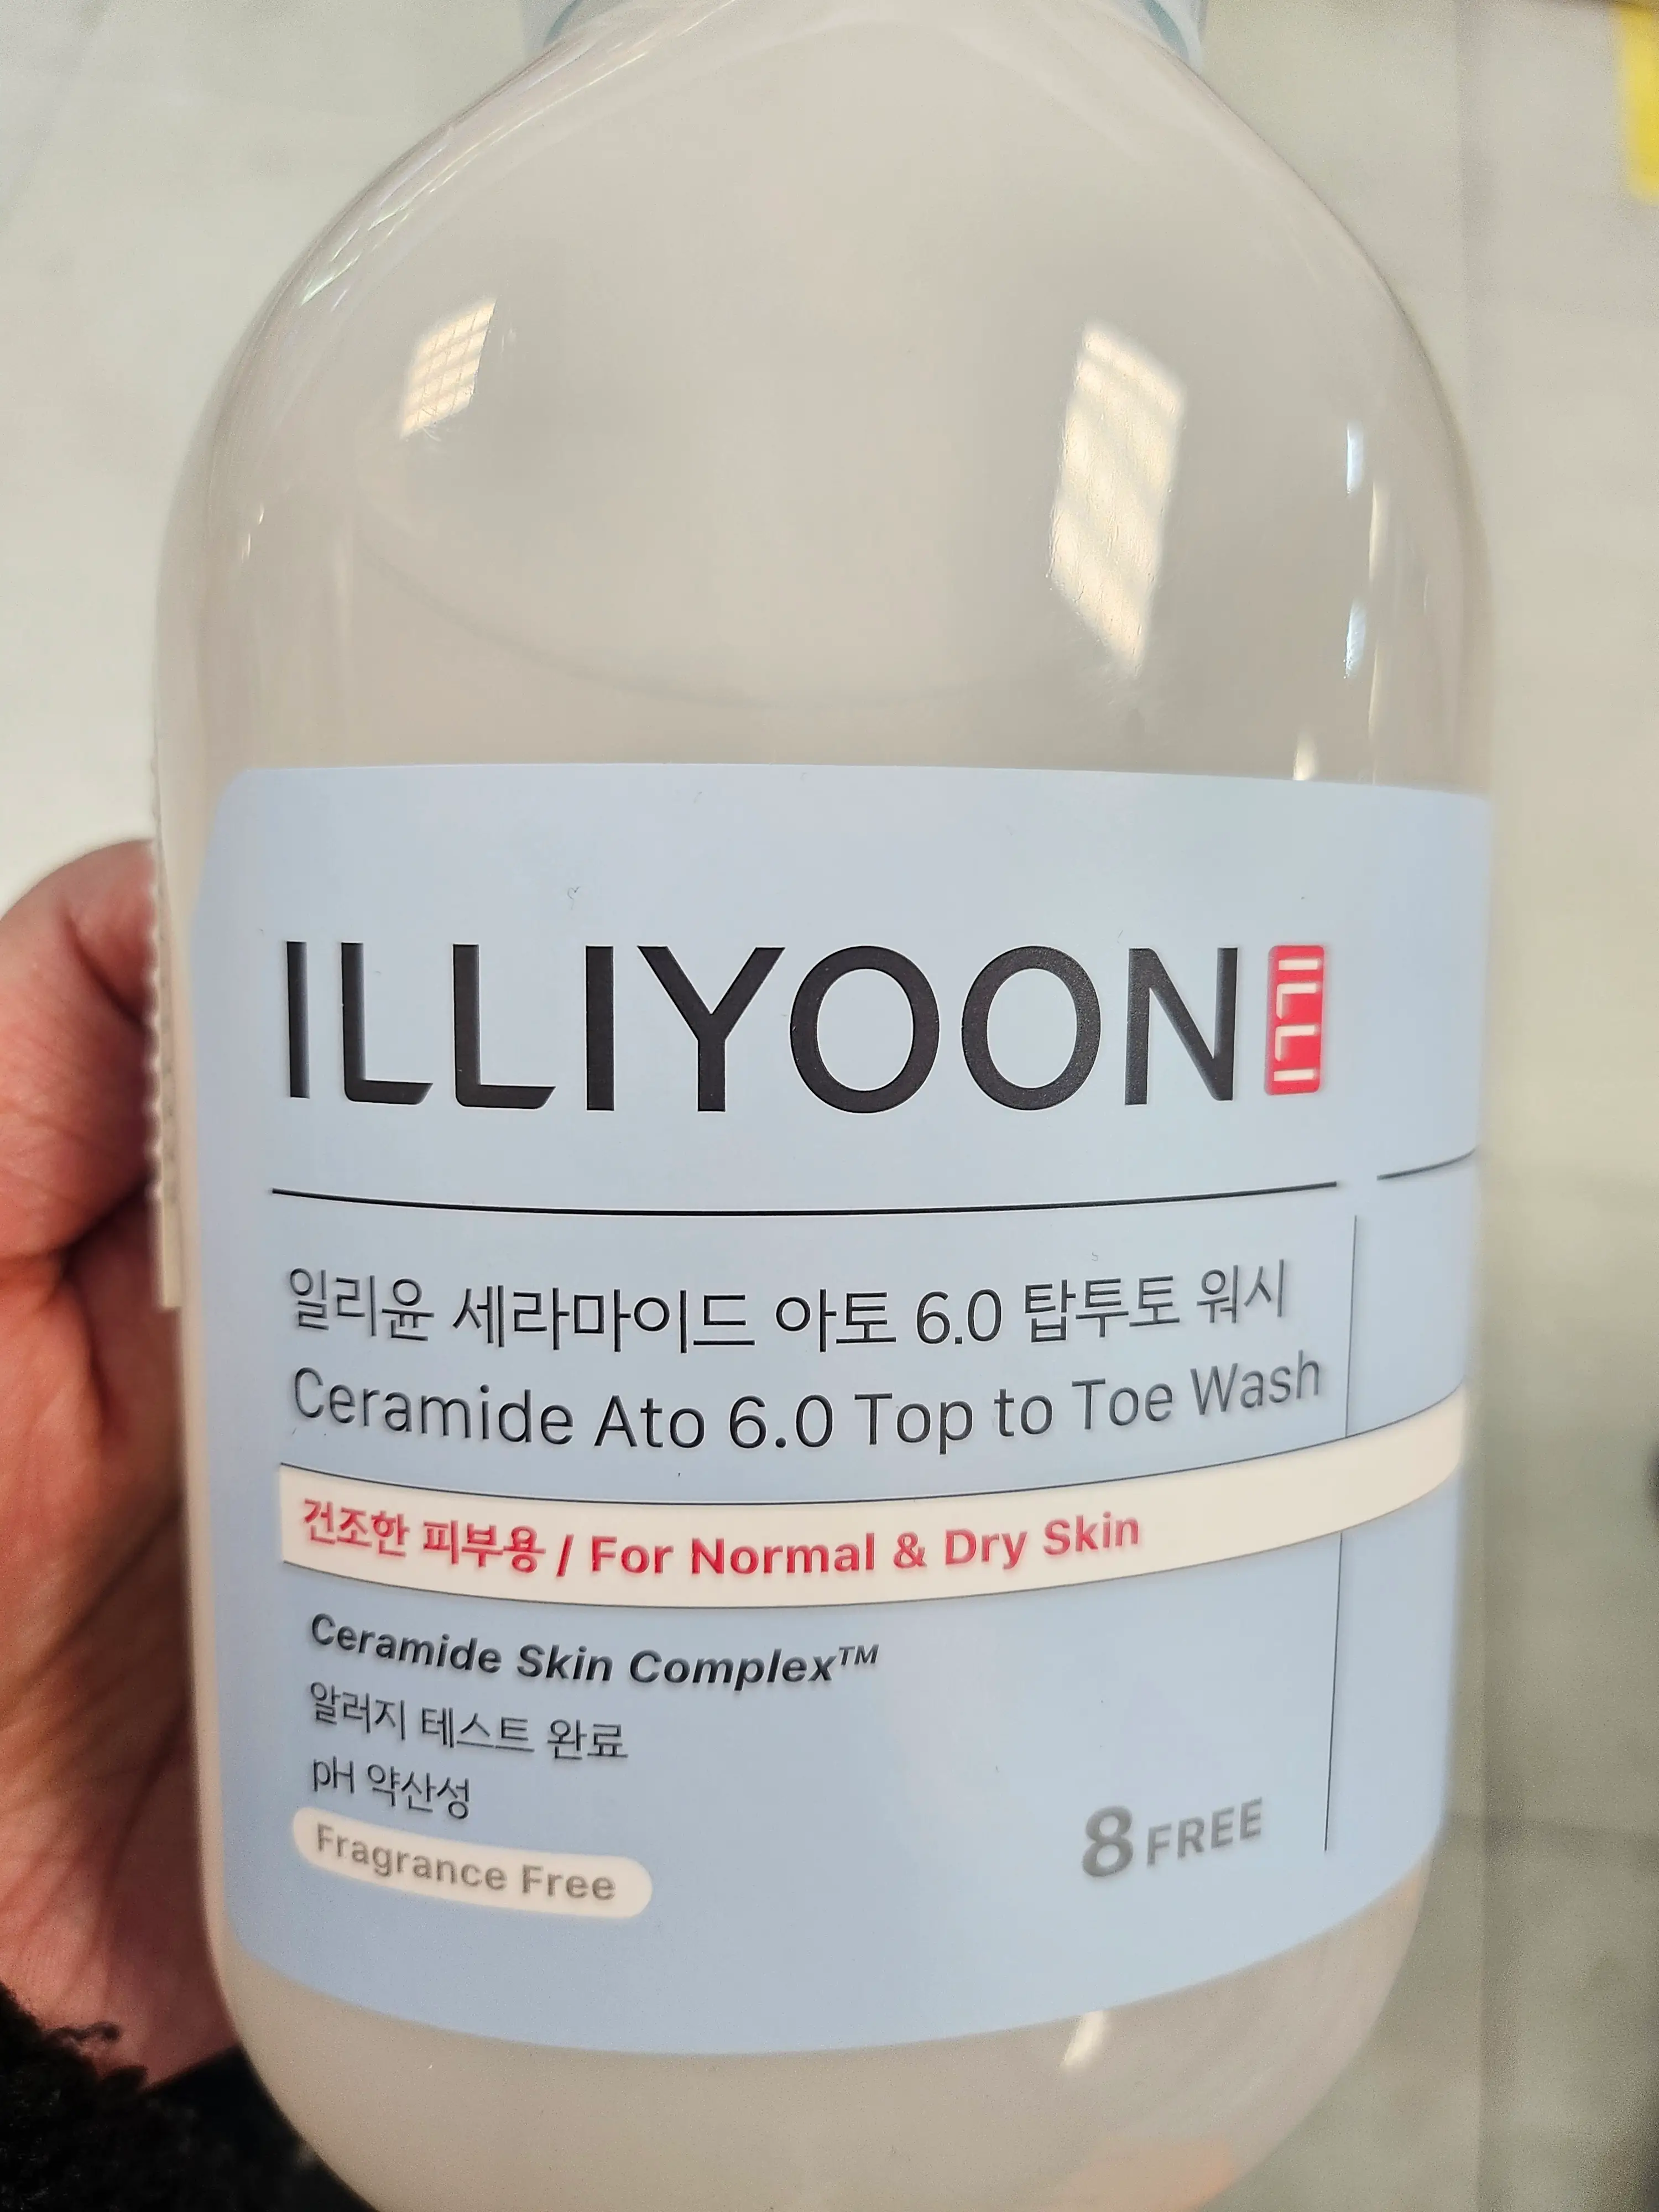 ILLIYOON ILLI
일리윤 세라마이드 아토 6.0 탑투토 워시
Ceramide Ato 6.0 Top to Toe Wash
건조한 피부용 / For Normal & Dry Skin
Ceramide Skin Complex™
알러지 테스트 완료
pH 약산성
Fragrance Free
8 FREE